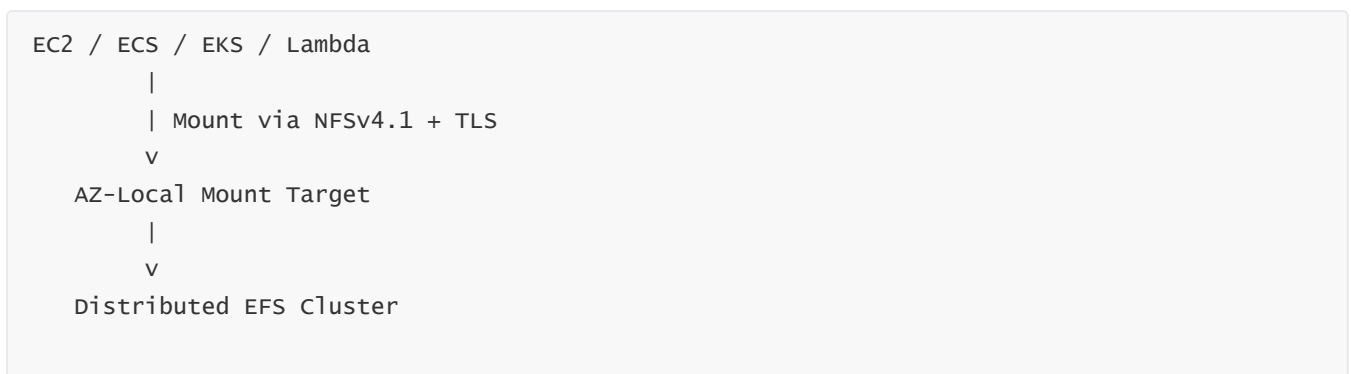 EC2 / ECS / EKS / Lambda
|
| Mount via NFSv4.1 + TLS
v
AZ-Local Mount Target
|
v
Distributed EFS Cluster